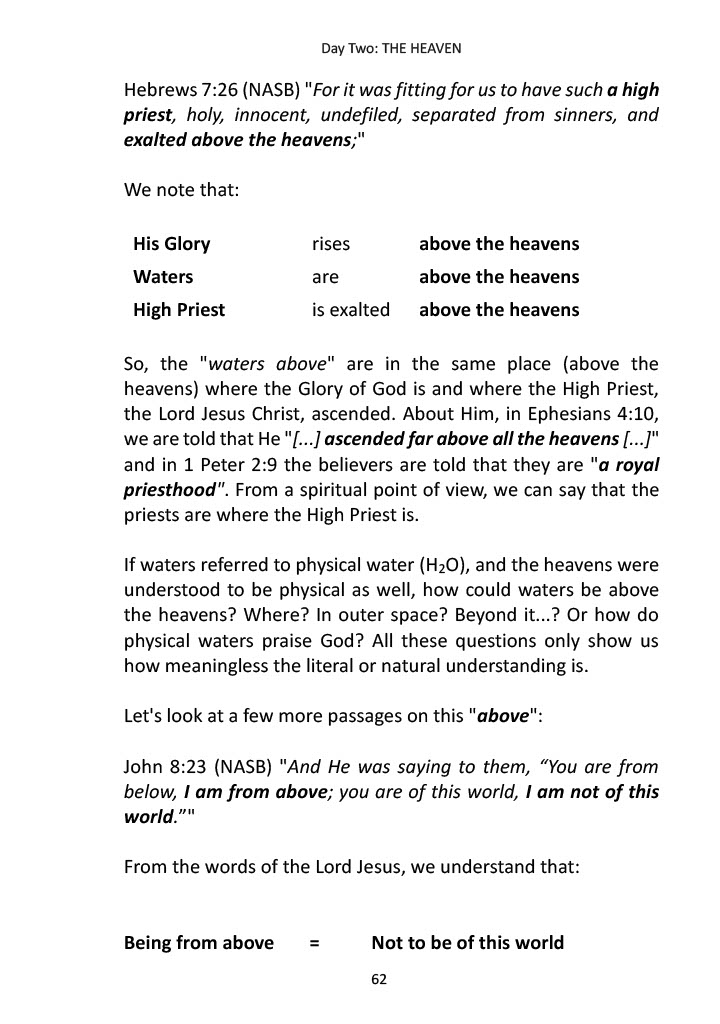 Day Two: THE HEAVEN
Hebrews 7:26 (NASB) "For it was fitting for us to have such a high
priest, holy, innocent, undefiled, separated from sinners, and
exalted above the heavens;"
We note that:
His Glory rises above the heavens
Waters are above the heavens
High Priest is exalted above the heavens
So, the "waters above" are in the same place (above the
heavens) where the Glory of God is and where the High Priest,
the Lord Jesus Christ, ascended. About Him, in Ephesians 4:10,
we are told that He "[...] ascended far above all the heavens [...]"
and in 1 Peter 2:9 the believers are told that they are "a royal
priesthood". From a spiritual point of view, we can say that the
priests are where the High Priest is.
If waters referred to physical water (H₂O), and the heavens were
understood to be physical as well, how could waters be above
the heavens? Where? In outer space? Beyond it...? Or how do
physical waters praise God? All these questions only show us
how meaningless the literal or natural understanding is.
Let's look at a few more passages on this "above":
John 8:23 (NASB) "And He was saying to them, “You are from
below, I am from above; you are of this world, I am not of this
world.”"
From the words of the Lord Jesus, we understand that:
Being from above = Not to be of this world
62